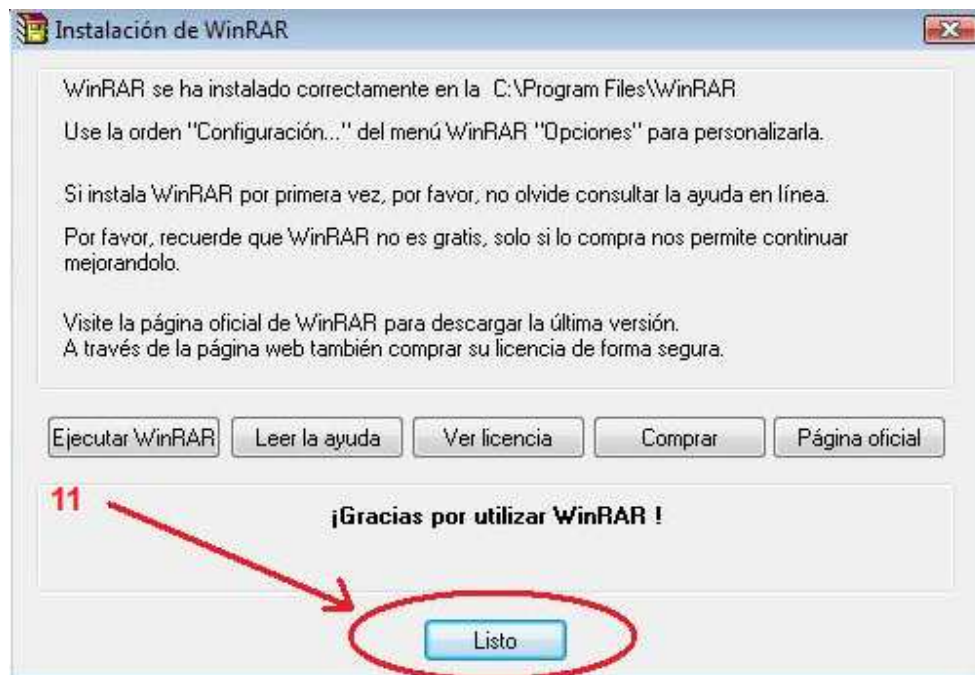 Instalación de WinRAR
WinRAR se ha instalado correctamente en la C:\Program Files\WinRAR
Use la orden "Configuración..." del menú WinRAR "Opciones" para personalizarla.
Si instala WinRAR por primera vez, por favor, no olvide consultar la ayuda en línea.
Por favor, recuerde que WinRAR no es gratis, solo si lo compra nos permite continuar
mejorandolo.
Visite la página oficial de WinRAR para descargar la última versión.
A través de la página web también comprar su licencia de forma segura.
Ejecutar WinRAR Leer la ayuda Ver licencia Comprar Página oficial
11
¡Gracias por utilizar WinRAR !
Listo